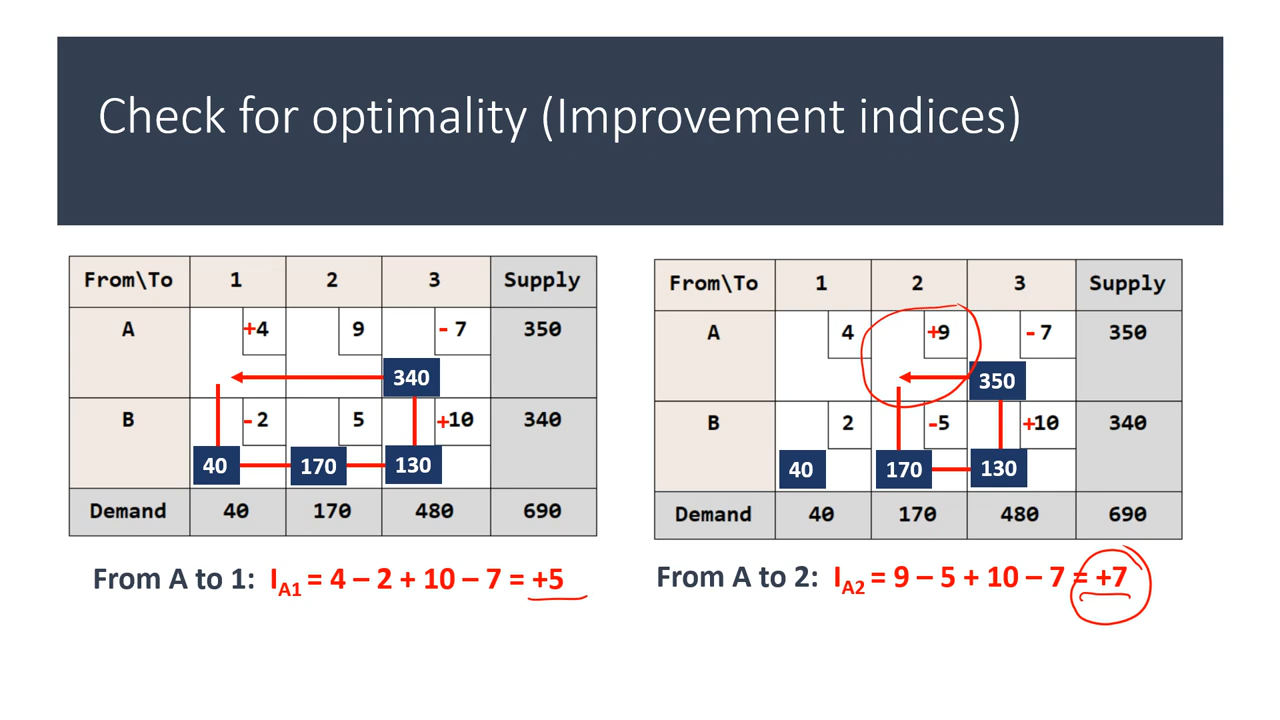 Check for optimality (Improvement indices)
From\To 1 2 3 Supply
A +4 9 - 7 350
340
B - 2 5 +10 340
40 170 130
Demand 40 170 480 690
From A to 1: IA1 = 4 – 2 + 10 – 7 = +5
From\To 1 2 3 Supply
A 4 +9 - 7 350
350
B 2 -5 +10 340
40 170 130
Demand 40 170 480 690
From A to 2: IA2 = 9 – 5 + 10 – 7 = +7